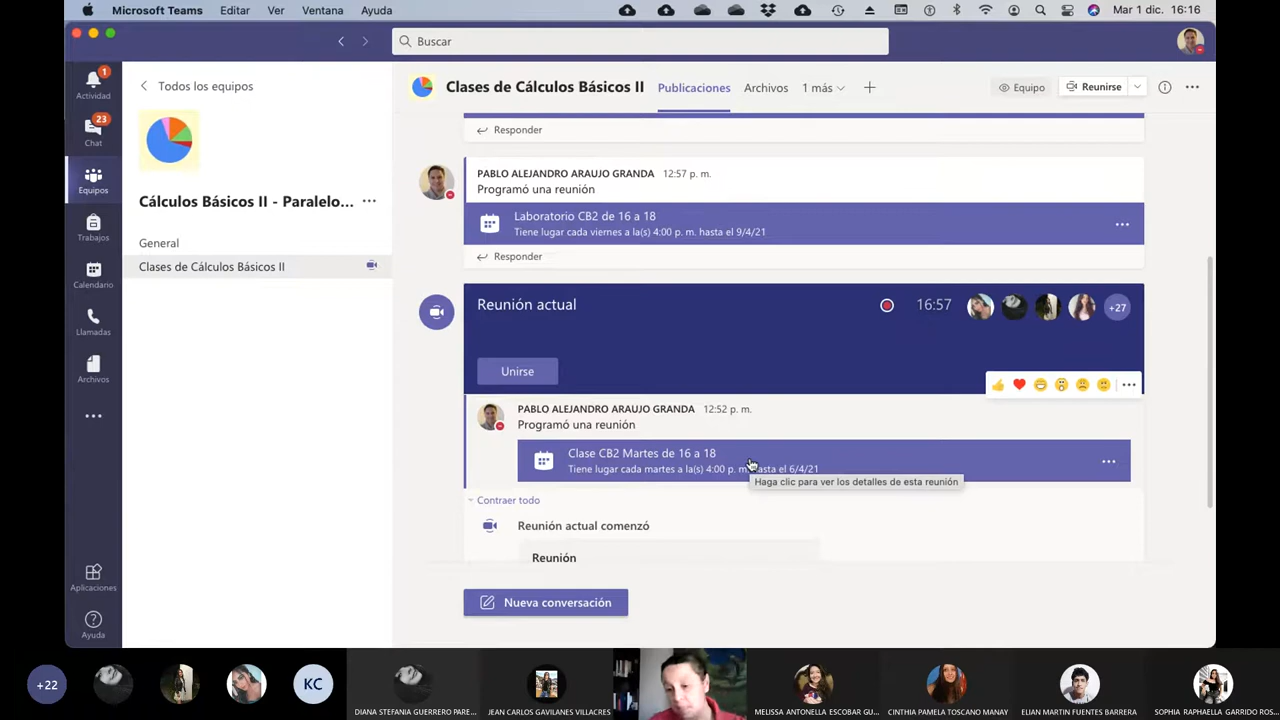 Microsoft Teams Editar Ver Ventana Ayuda
Mar 1 dic. 16:16
Buscar
Actividad
1
Chat
23
Equipos
Trabajos
Calendario
Llamadas
Archivos
Aplicaciones
Ayuda
Todos los equipos
Cálculos Básicos II - Paralelo...
General
Clases de Cálculos Básicos II
Clases de Cálculos Básicos II Publicaciones Archivos 1 más
Equipo
Reunirse
Responder
PABLO ALEJANDRO ARAUJO GRANDA 12:57 p. m.
Programó una reunión
Laboratorio CB2 de 16 a 18
Tiene lugar cada viernes a la(s) 4:00 p. m. hasta el 9/4/21
Responder
Reunión actual
16:57
+27
Unirse
PABLO ALEJANDRO ARAUJO GRANDA 12:52 p. m.
Programó una reunión
Clase CB2 Martes de 16 a 18
Tiene lugar cada martes a la(s) 4:00 p. m. hasta el 6/4/21
Haga clic para ver los detalles de esta reunión
Contraer todo
Reunión actual comenzó
Reunión
Nueva conversación
+22
KC
DIANA STEFANIA GUERRERO PARE...
JEAN CARLOS GAVILANES VILLACRES
MELISSA ANTONELLA ESCOBAR GU...
CINTHIA PAMELA TOSCANO MANAY
ELIAN MARTIN FUENTES BARRERA
SOPHIA RAPHAELLA GARRIDO ROS...